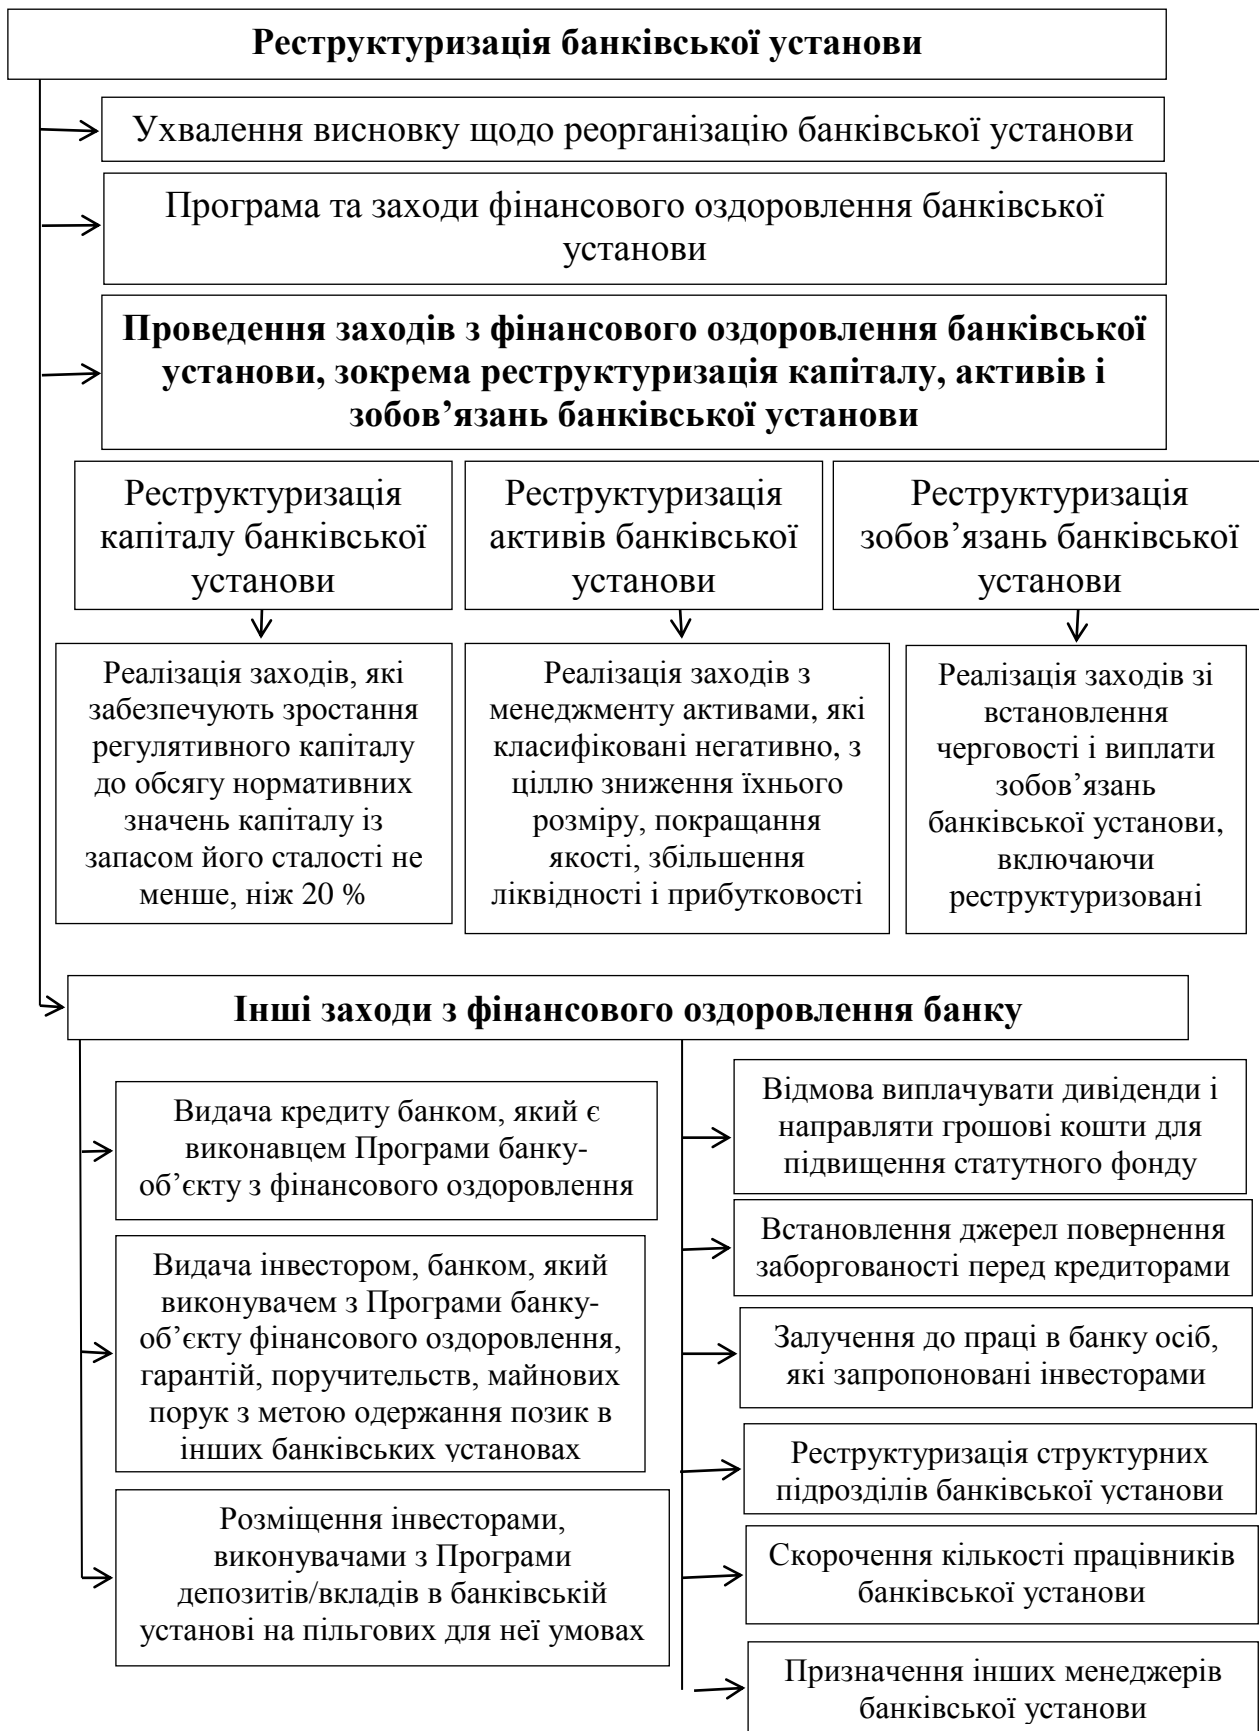 Реструктуризація банківської установи
Ухвалення висновку щодо реорганізацію банківської установи
Програма та заходи фінансового оздоровлення банківської
установи
Проведення заходів з фінансового оздоровлення банківської
установи, зокрема реструктуризація капіталу, активів і
зобов’язань банківської установи
Реструктуризація
капіталу банківської
установи
Реструктуризація
активів банківської
установи
Реструктуризація
зобов’язань банківської
установи
Реалізація заходів, які
забезпечують зростання
регулятивного капіталу
до обсягу нормативних
значень капіталу із
запасом його сталості не
менше, ніж 20 %
Реалізація заходів з
менеджменту активами, які
класифіковані негативно, з
ціллю зниження їхнього
розміру, покращання
якості, збільшення
ліквідності і прибутковості
Реалізація заходів зі
встановлення
черговості і виплати
зобов’язань
банківської установи,
включаючи
реструктуризовані
Інші заходи з фінансового оздоровлення банку
Видача кредиту банком, який є
виконавцем Програми банку-
об’єкту з фінансового оздоровлення
Видача інвестором, банком, який
виконувачем з Програми банку-
об’єкту фінансового оздоровлення,
гарантій, поручительств, майнових
порук з метою одержання позик в
інших банківських установах
Розміщення інвесторами,
виконувачами з Програми
депозитів/вкладів в банківській
установі на пільгових для неї умовах
Відмова виплачувати дивіденди і
направляти грошові кошти для
підвищення статутного фонду
Встановлення джерел повернення
заборгованості перед кредиторами
Залучення до праці в банку осіб,
які запропоновані інвесторами
Реструктуризація структурних
підрозділів банківської установи
Скорочення кількості працівників
банківської установи
Призначення інших менеджерів
банківської установи